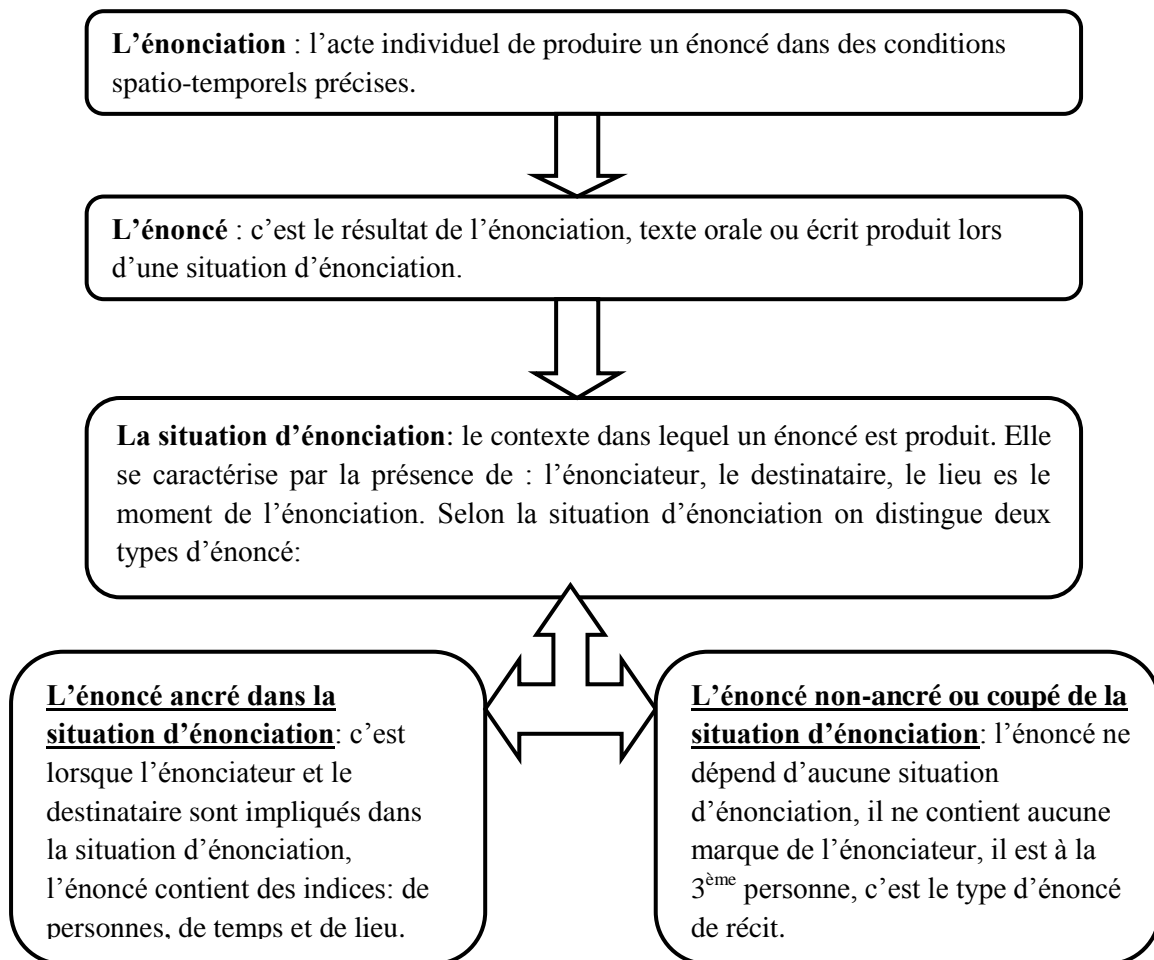 L’énonciation : l’acte individuel de produire un énoncé dans des conditions
spatio-temporels précises.
L’énoncé : c’est le résultat de l’énonciation, texte orale ou écrit produit lors
d’une situation d’énonciation.
La situation d’énonciation: le contexte dans lequel un énoncé est produit. Elle
se caractérise par la présence de : l’énonciateur, le destinataire, le lieu es le
moment de l’énonciation. Selon la situation d’énonciation on distingue deux
types d’énoncé:
L’énoncé ancré dans la
situation d’énonciation: c’est
lorsque l’énonciateur et le
destinataire sont impliqués dans
la situation d’énonciation,
l’énoncé contient des indices: de
personnes, de temps et de lieu.
L’énoncé non-ancré ou coupé de la
situation d’énonciation: l’énoncé ne
dépend d’aucune situation
d’énonciation, il ne contient aucune
marque de l’énonciateur, il est à la
3ème personne, c’est le type d’énoncé
de récit.